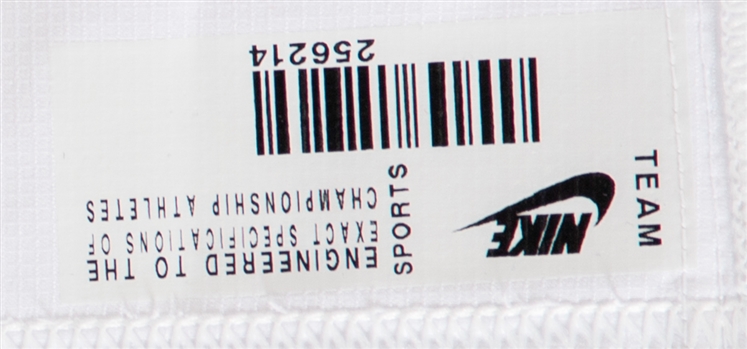 TEAM
NIKE
SPORTS
ENGINEERED TO THE
EXACT SPECIFICATIONS OF
CHAMPIONSHIP ATHLETES
256214